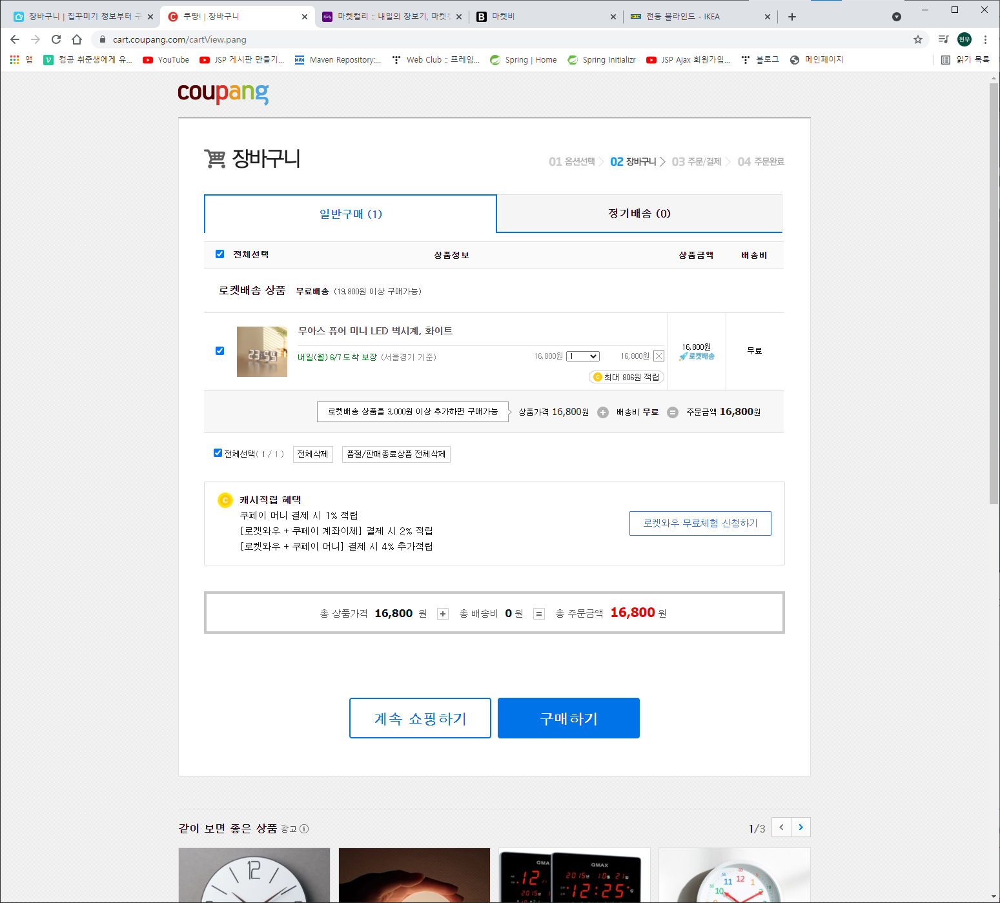 장바구니 | 집꾸미기 정보부터 구
쿠팡! | 장바구니
마켓컬리 :: 내일의 장보기, 마켓컬
마켓비
전동 블라인드 - IKEA
cart.coupang.com/cartView.pang
현우
앱
컴공 취준생에게 유...
YouTube
JSP 게시판 만들기...
Maven Repository:...
Web Club :: 프레임...
Spring | Home
Spring Initializr
JSP Ajax 회원가입...
블로그
메인페이지
읽기 목록
coupang
장바구니
01 옵션선택 > 02 장바구니 > 03 주문/결제 > 04 주문완료
일반구매 (1)
정기배송 (0)
전체선택 상품정보 상품금액 배송비
로켓배송 상품 무료배송 (19,800원 이상 구매가능)
23:59
무아스 퓨어 미니 LED 벽시계, 화이트
내일(월) 6/7 도착 보장 (서울경기 기준) 16,800원 1 16,800원
최대 806원 적립
16,800원
로켓배송
무료
로켓배송 상품을 3,000원 이상 추가하면 구매가능 상품가격 16,800원 + 배송비 무료 = 주문금액 16,800원
전체선택( 1 / 1 ) 전체삭제 품절/판매종료상품 전체삭제
캐시적립 혜택
쿠페이 머니 결제 시 1% 적립
[로켓와우 + 쿠페이 계좌이체] 결제 시 2% 적립
[로켓와우 + 쿠페이 머니] 결제 시 4% 추가적립
로켓와우 무료체험 신청하기
총 상품가격 16,800 원 + 총 배송비 0 원 = 총 주문금액 16,800 원
계속 쇼핑하기
구매하기
같이 보면 좋은 상품 광고
1/3
12
QMA
12
2015년
QMAX
2015년 10월 21일
12:25
11 12 1
10 2